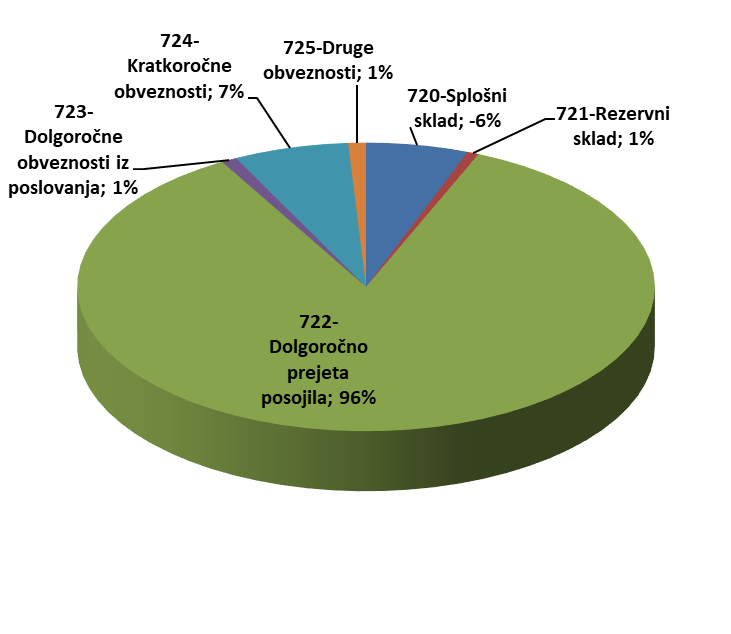 724-
Kratkoročne
obveznosti; 7%
725-Druge
obveznosti; 1%
720-Splošni
sklad; -6%
721-Rezervni
sklad; 1%
723-
Dolgoročne
obveznosti iz
poslovanja; 1%
722-
Dolgoročno
prejeta
posojila; 96%